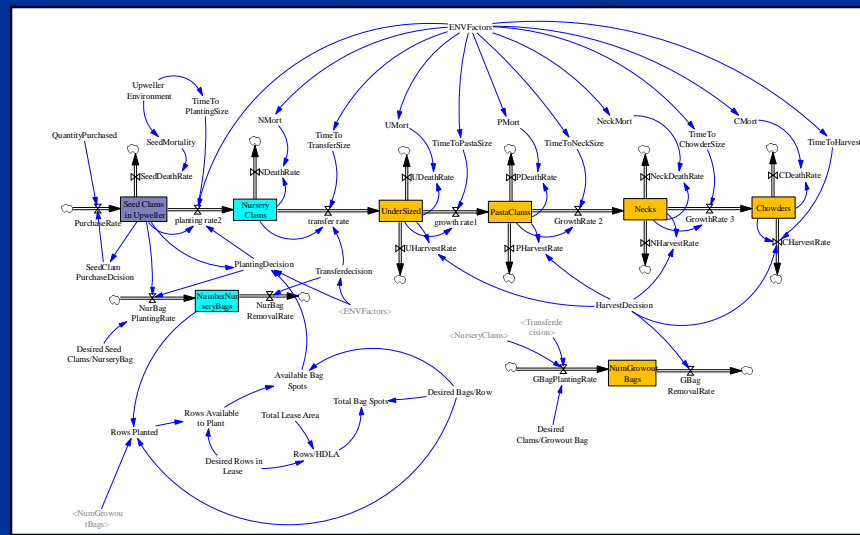 ENVFactors
Upweller
Environment
TimeTo
PlantingSize
QuantityPurchased
SeedMortality
NMort
TimeTo
TransferSize
UMort
TimeToPastaSize
PMort
TimeToNeckSize
NeckMort
TimeTo
ChowderSize
CMort
TimeToHarvest
SeedDeathRate
NDeathRate
UDeathRate
PDeathRate
NeckDeathRate
CDeathRate
Seed Clams
in Upweller
Nursery
Clams
UnderSized
PastaClams
Necks
Chowders
PurchaseRate
planting rate2
transfer rate
growth rate1
GrowthRate 2
GrowthRate 3
UHarvestRate
PHarvestRate
NHarvestRate
CHarvestRate
SeedClam
PurchaseDcision
PlantingDecision
Transferdecision
NumberNur
seryBags
NurBag
PlantingRate
NurBag
RemovalRate
<ENVFactors>
HarvestDecision
Desired Seed
Clams/NurseryBag
<NurseryClams>
<Transferde
cision>
GBagPlantingRate
NumGrowout
Bags
GBag
RemovalRate
Available Bag
Spots
Desired Bags/Row
Total Bag Spots
Rows Available
to Plant
Total Lease Area
Rows Planted
Desired
Clams/Growout Bag
Rows/HDLA
Desired Rows in
Lease
<NumGrowou
tBags>